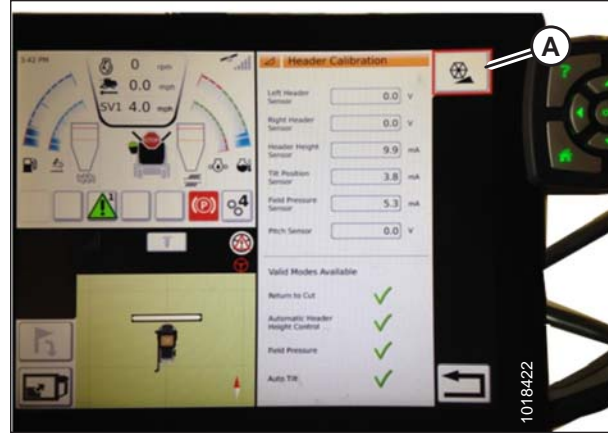 3:42 PM
0 rpm
0.0 mph
SV1 4.0 mph
1
(P)
4
Header Calibration
Left Header
Sensor 0.0 V
Right Header
Sensor 0.0 V
Header Height
Sensor 9.9 mA
Tilt Position
Sensor 3.8 mA
Field Pressure
Sensor 5.3 mA
Pitch Sensor 0.0 V
Valid Modes Available
Return to Cut
Automatic Header
Height Control
Field Pressure
Auto Tilt
A
?
1018422